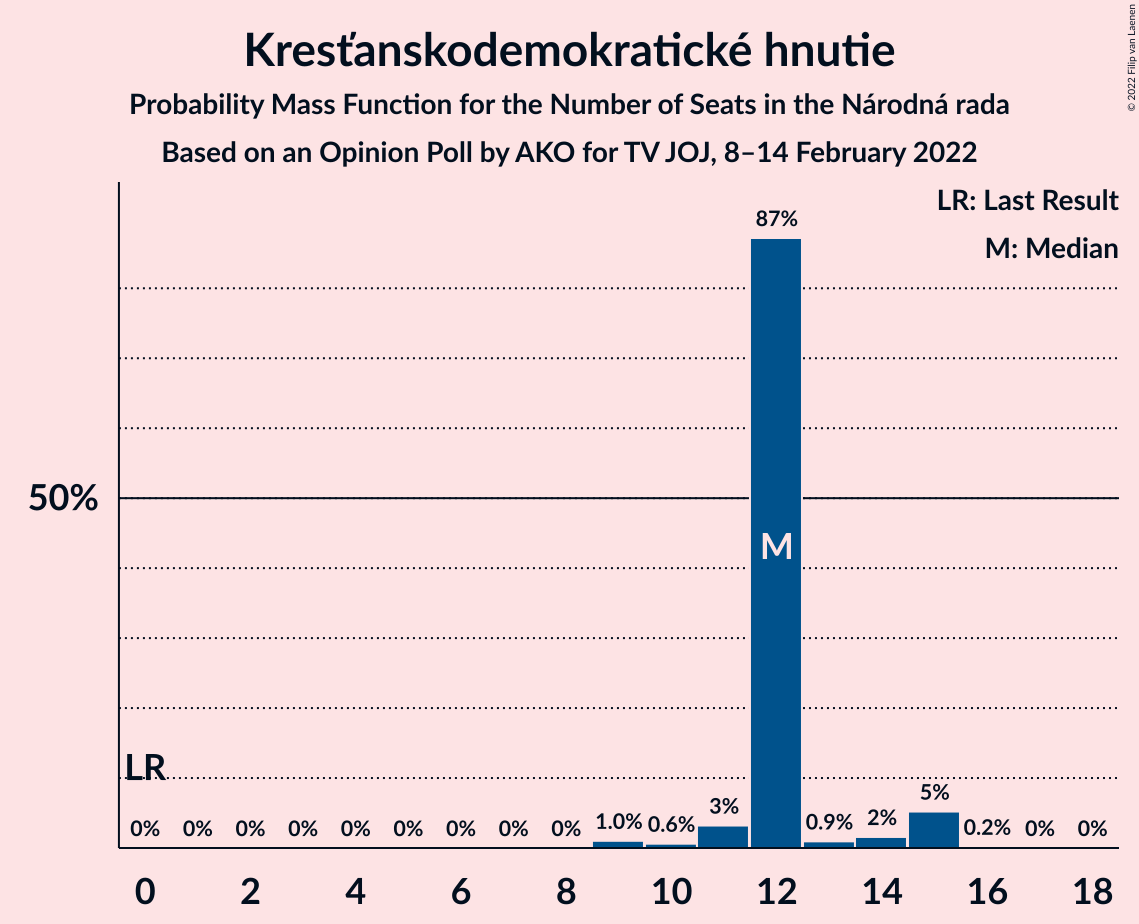 Kresťanskodemokratické hnutie
Probability Mass Function for the Number of Seats in the Národná rada
Based on an Opinion Poll by AKO for TV JOJ, 8–14 February 2022
© 2022 Filip van Laenen
LR: Last Result
M: Median
87%
50%
M
LR
0% 0% 0% 0% 0% 0% 0% 0% 0% 1.0% 0.6% 3% 0.9% 2% 5% 0.2% 0% 0%
0 2 4 6 8 10 12 14 16 18